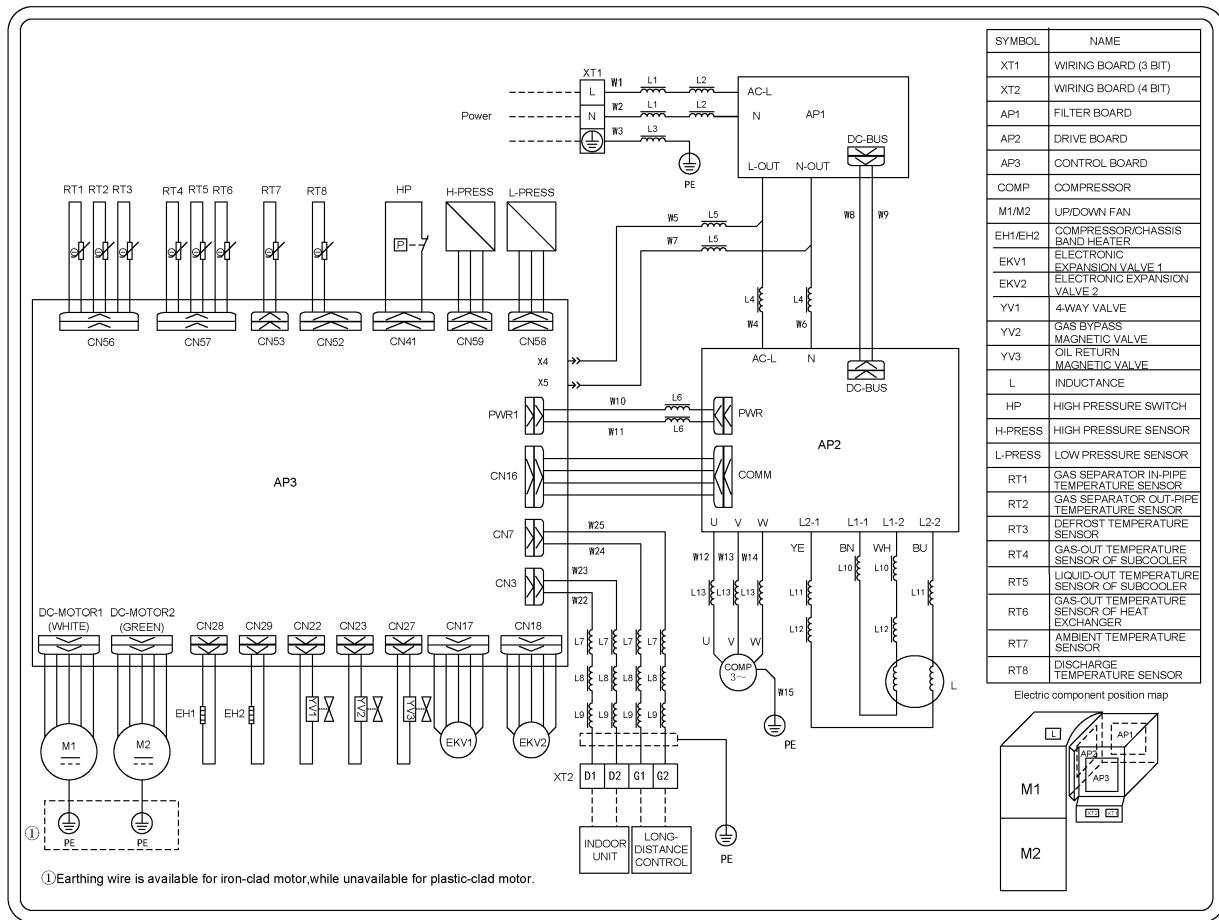 XT1
W1
L1
L2
L
AC-L
W2
L1
L2
Power
N
N
AP1
W3
L3
DC-BUS
PE
L-OUT
N-OUT
RT1
RT2
RT3
RT4
RT5
RT6
RT7
RT8
HP
H-PRESS
L-PRESS
P
W5
L5
W7
L5
W8
W9
L4
L4
W4
W6
CN56
CN57
CN53
CN52
CN41
CN59
CN58
X4
X5
AC-L
N
DC-BUS
PWR1
W10
L6
W11
L6
PWR
AP3
CN16
COMM
AP2
CN7
W25
W24
CN3
W23
W22
U
V
W
L2-1
L1-1
L1-2
L2-2
YE
BN
WH
BU
W12
W13
W14
L13
L13
L13
L11
L10
L10
L11
L12
L12
U
V
W
COMP
3~
W15
PE
L
DC-MOTOR1
(WHITE)
DC-MOTOR2
(GREEN)
CN28
CN29
CN22
CN23
CN27
CN17
CN18
L7
L7
L7
L7
L8
L8
L8
L8
L9
L9
L9
L9
EH1
EH2
YV1
YV2
YV3
EKV1
EKV2
M1
M2
PE
PE
①
XT2
D1
D2
G1
G2
INDOOR
UNIT
LONG-
DISTANCE
CONTROL
PE
①Earthing wire is available for iron-clad motor,while unavailable for plastic-clad motor.
SYMBOL NAME
XT1 WIRING BOARD (3 BIT)
XT2 WIRING BOARD (4 BIT)
AP1 FILTER BOARD
AP2 DRIVE BOARD
AP3 CONTROL BOARD
COMP COMPRESSOR
M1/M2 UP/DOWN FAN
EH1/EH2 COMPRESSOR/CHASSIS
BAND HEATER
EKV1 ELECTRONIC
EXPANSION VALVE 1
EKV2 ELECTRONIC EXPANSION
VALVE 2
YV1 4-WAY VALVE
YV2 GAS BYPASS
MAGNETIC VALVE
YV3 OIL RETURN
MAGNETIC VALVE
L INDUCTANCE
HP HIGH PRESSURE SWITCH
H-PRESS HIGH PRESSURE SENSOR
L-PRESS LOW PRESSURE SENSOR
RT1 GAS SEPARATOR IN-PIPE
TEMPERATURE SENSOR
RT2 GAS SEPARATOR OUT-PIPE
TEMPERATURE SENSOR
RT3 DEFROST TEMPERATURE
SENSOR
RT4 GAS-OUT TEMPERATURE
SENSOR OF SUBCOOLER
RT5 LIQUID-OUT TEMPERATURE
SENSOR OF SUBCOOLER
RT6 GAS-OUT TEMPERATURE
SENSOR OF HEAT
EXCHANGER
RT7 AMBIENT TEMPERATURE
SENSOR
RT8 DISCHARGE
TEMPERATURE SENSOR
Electric component position map
L
AP1
AP2
AP3
M1
XT2
XT1
M2